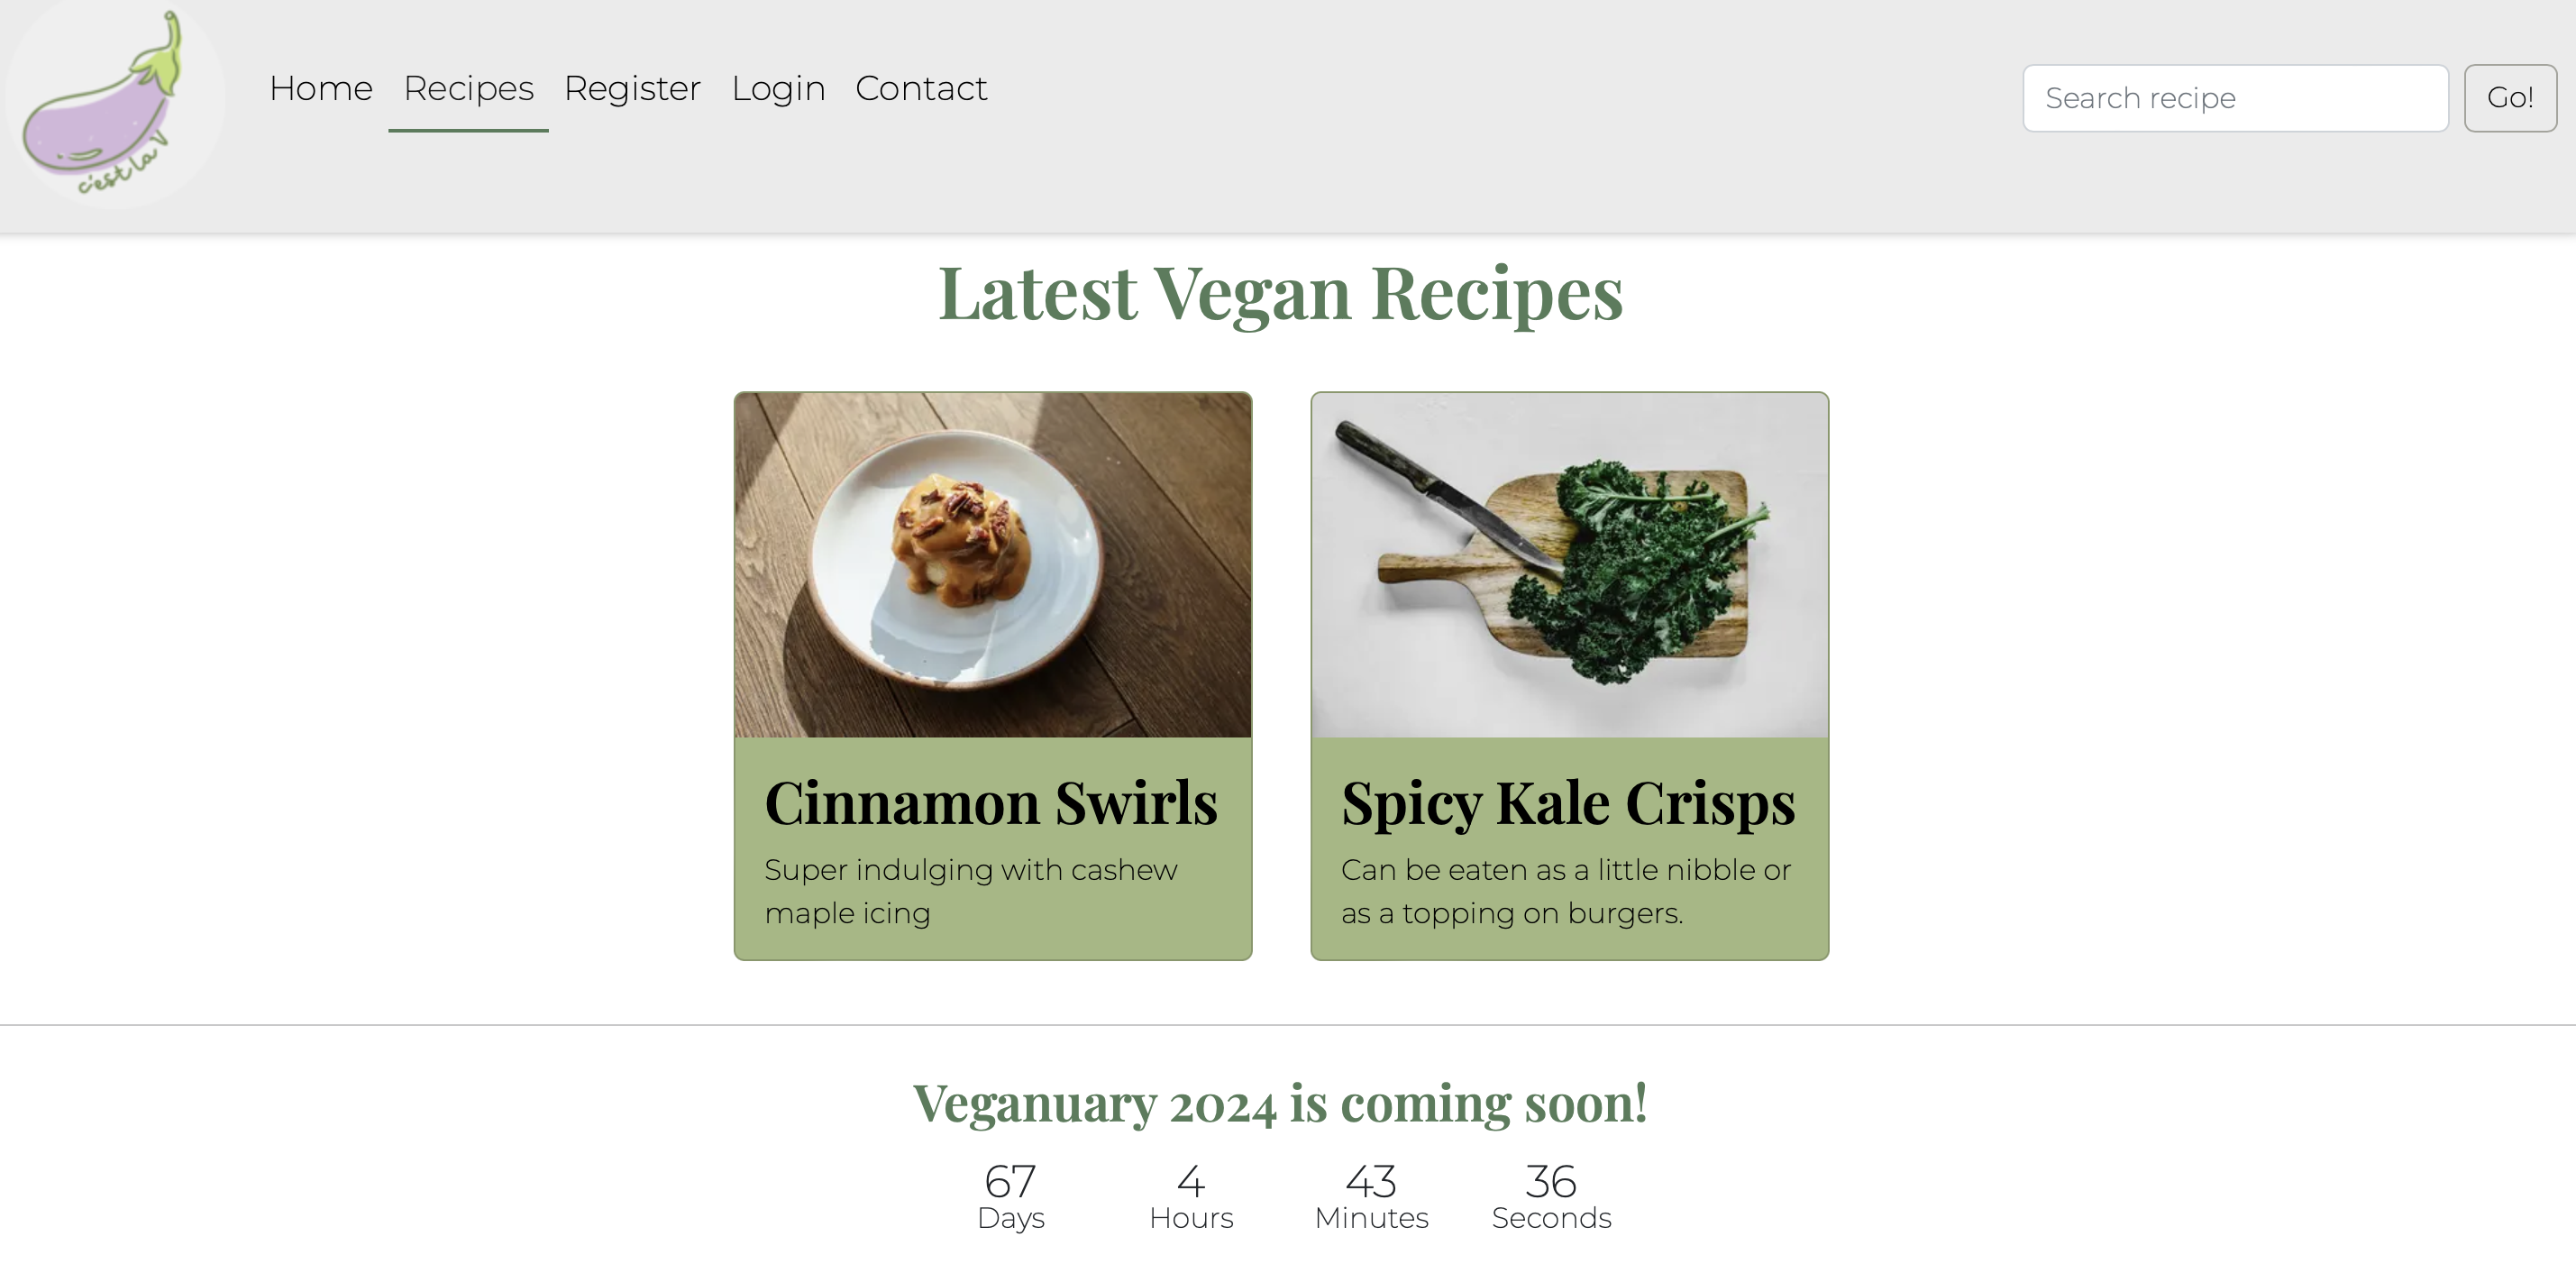 c'est la V
Home Recipes Register Login Contact
Search recipe
Go!
Latest Vegan Recipes
Cinnamon Swirls
Super indulging with cashew
maple icing
Spicy Kale Crisps
Can be eaten as a little nibble or
as a topping on burgers.
Veganuary 2024 is coming soon!
67 4 43 36
Days Hours Minutes Seconds